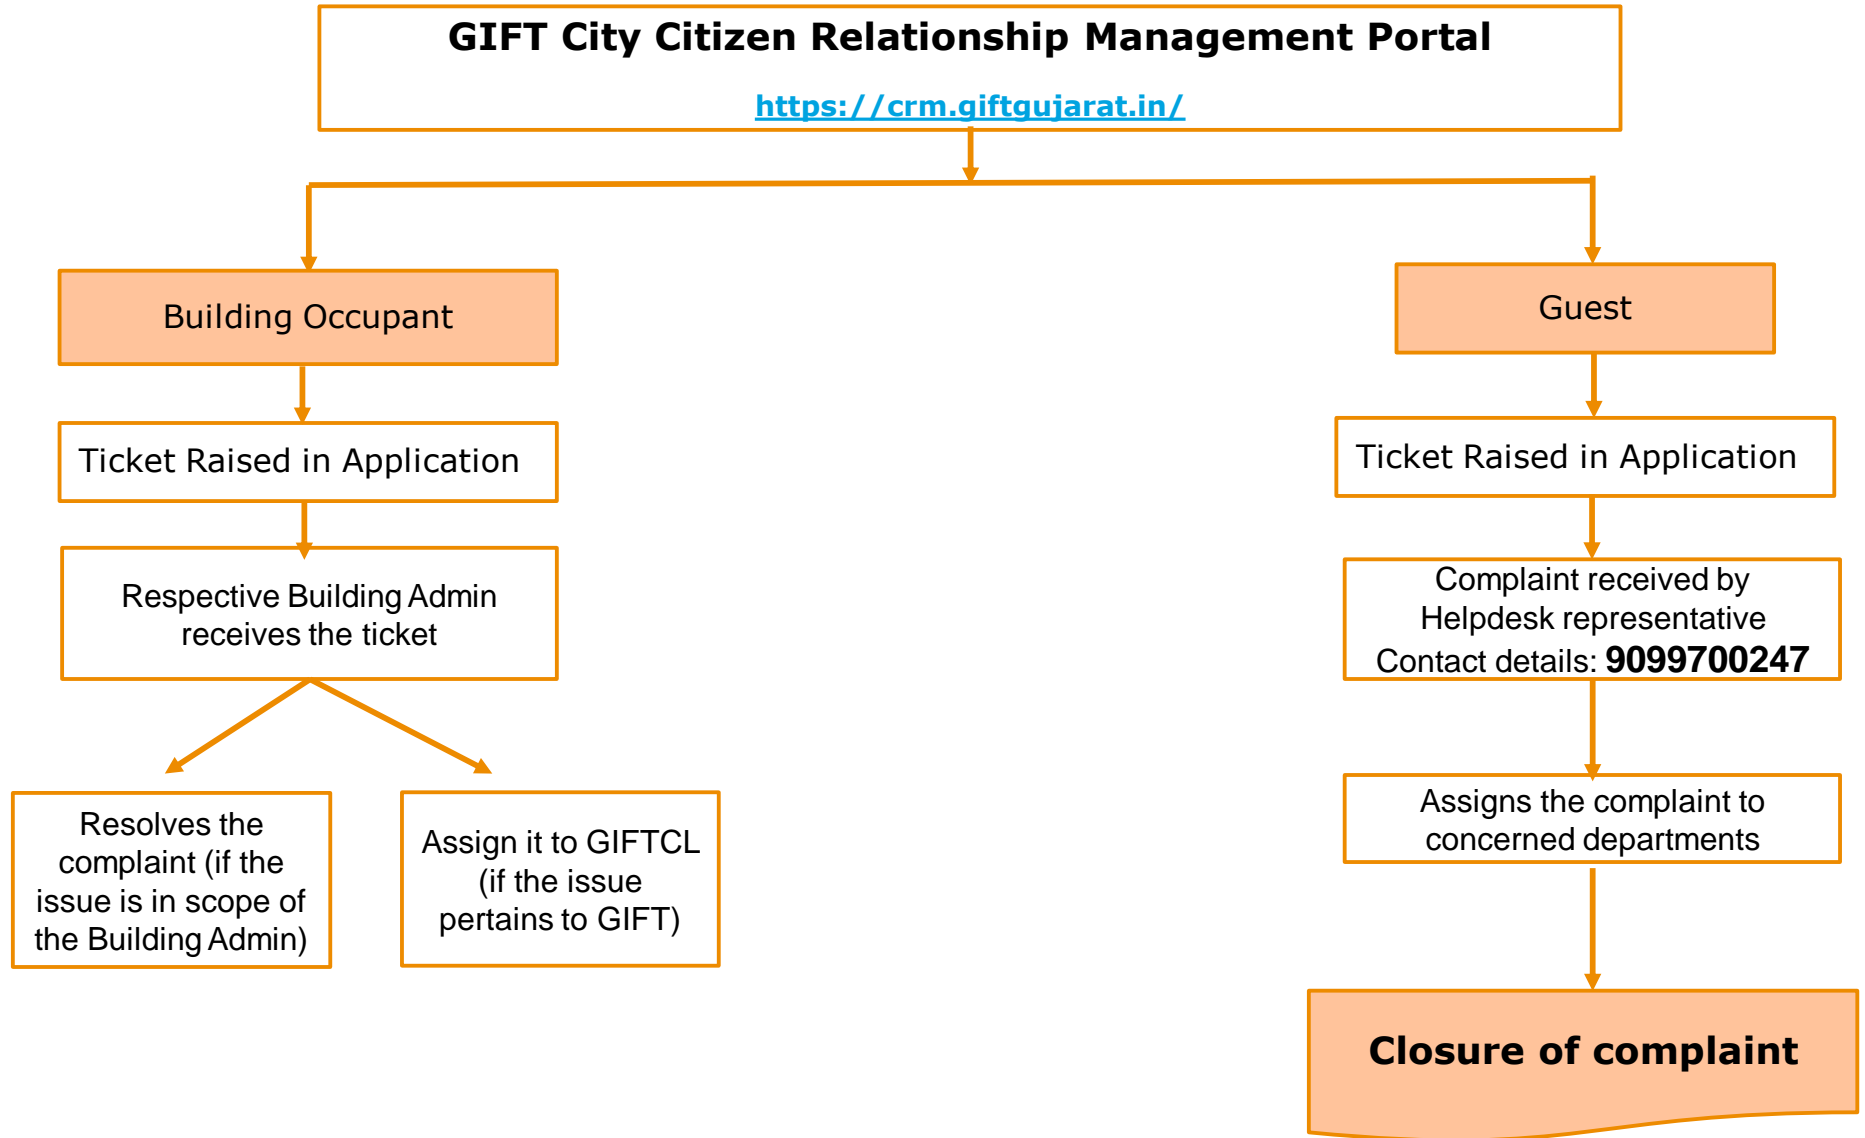 GIFT City Citizen Relationship Management Portal
https://crm.giftgujarat.in/
Building Occupant
Ticket Raised in Application
Respective Building Admin
receives the ticket
Resolves the
complaint (if the
issue is in scope of
the Building Admin)
Assign it to GIFTCL
(if the issue
pertains to GIFT)
Guest
Ticket Raised in Application
Complaint received by
Helpdesk representative
Contact details: 9099700247
Assigns the complaint to
concerned departments
Closure of complaint